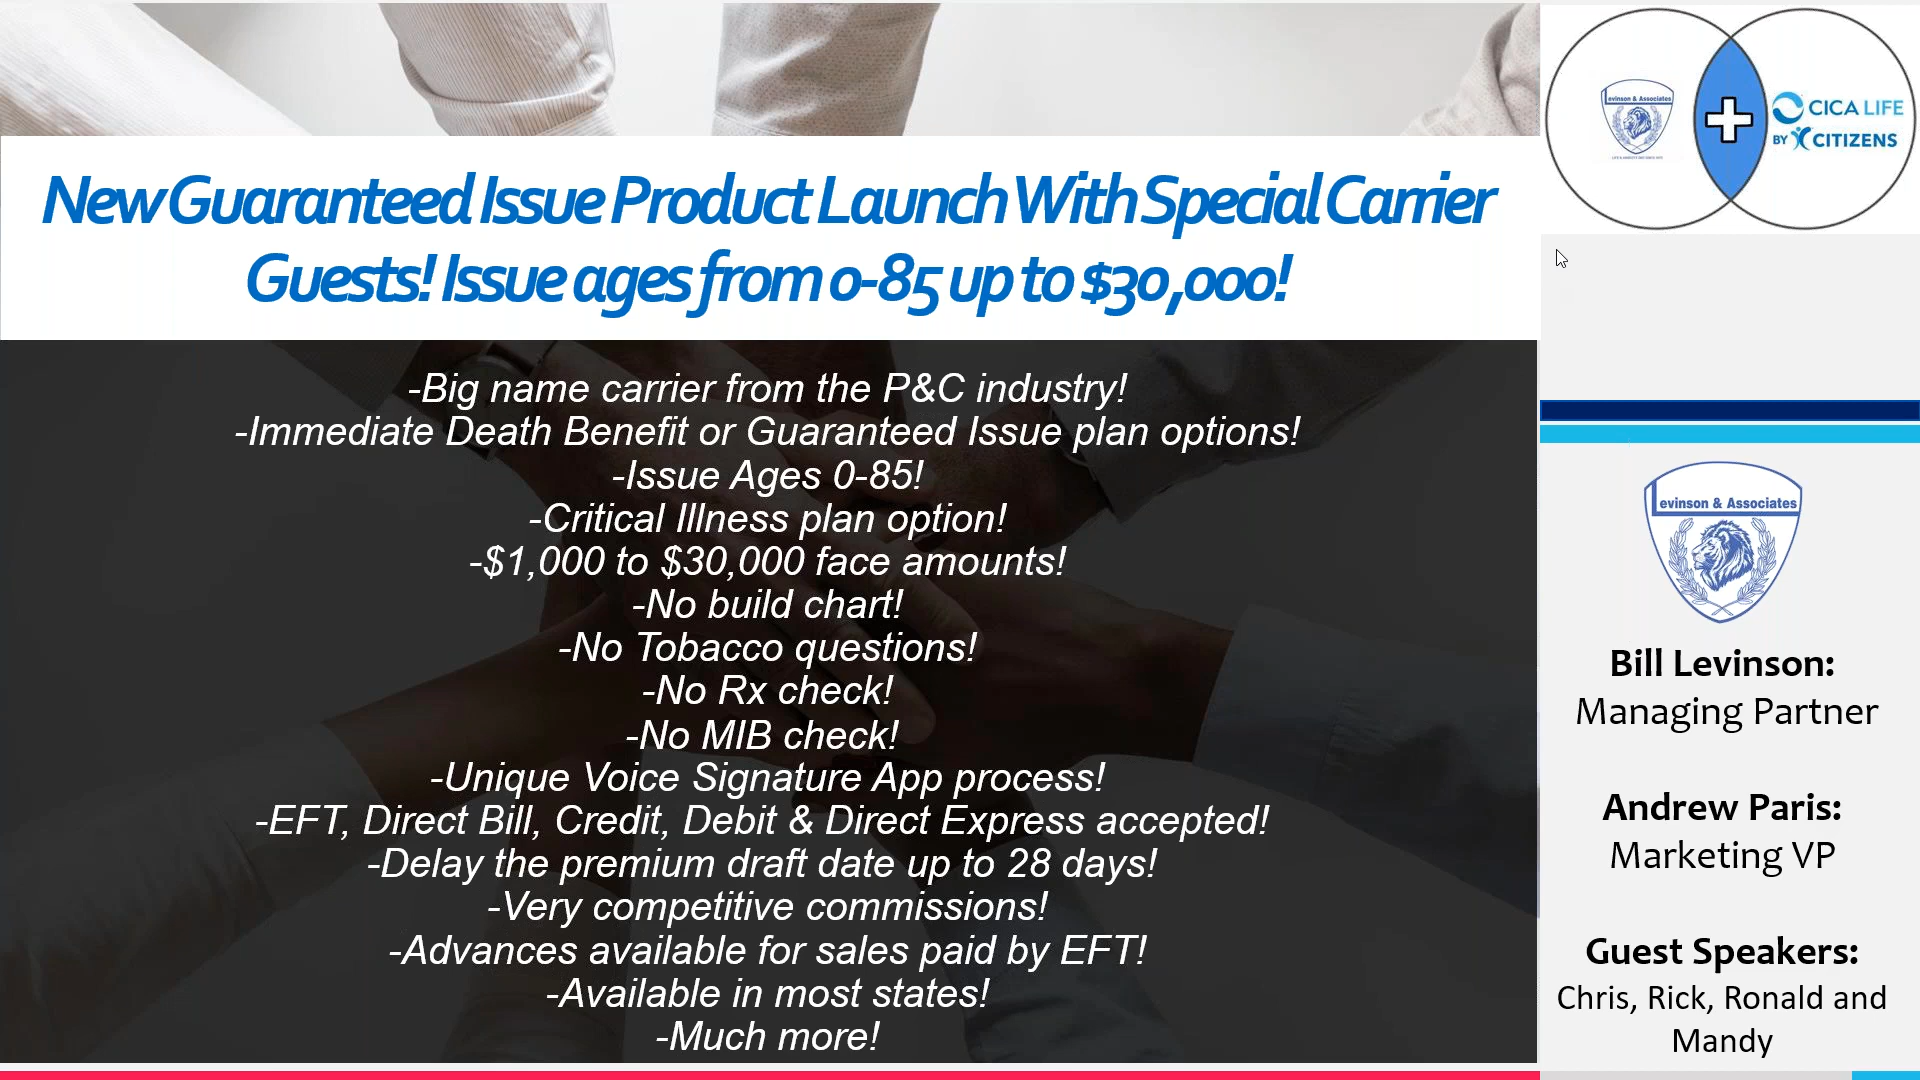 New Guaranteed Issue Product Launch With Special Carrier
Guests! Issue ages from 0-85 up to $30,000!
-Big name carrier from the P&C industry!
-Immediate Death Benefit or Guaranteed Issue plan options!
-Issue Ages 0-85!
-Critical Illness plan option!
-$1,000 to $30,000 face amounts!
-No build chart!
-No Tobacco questions!
-No Rx check!
-No MIB check!
-Unique Voice Signature App process!
-EFT, Direct Bill, Credit, Debit & Direct Express accepted!
-Delay the premium draft date up to 28 days!
-Very competitive commissions!
-Advances available for sales paid by EFT!
-Available in most states!
-Much more!
Levinson & Associates
CICA LIFE
BY CITIZENS
Levinson & Associates
Bill Levinson:
Managing Partner
Andrew Paris:
Marketing VP
Guest Speakers:
Chris, Rick, Ronald and
Mandy